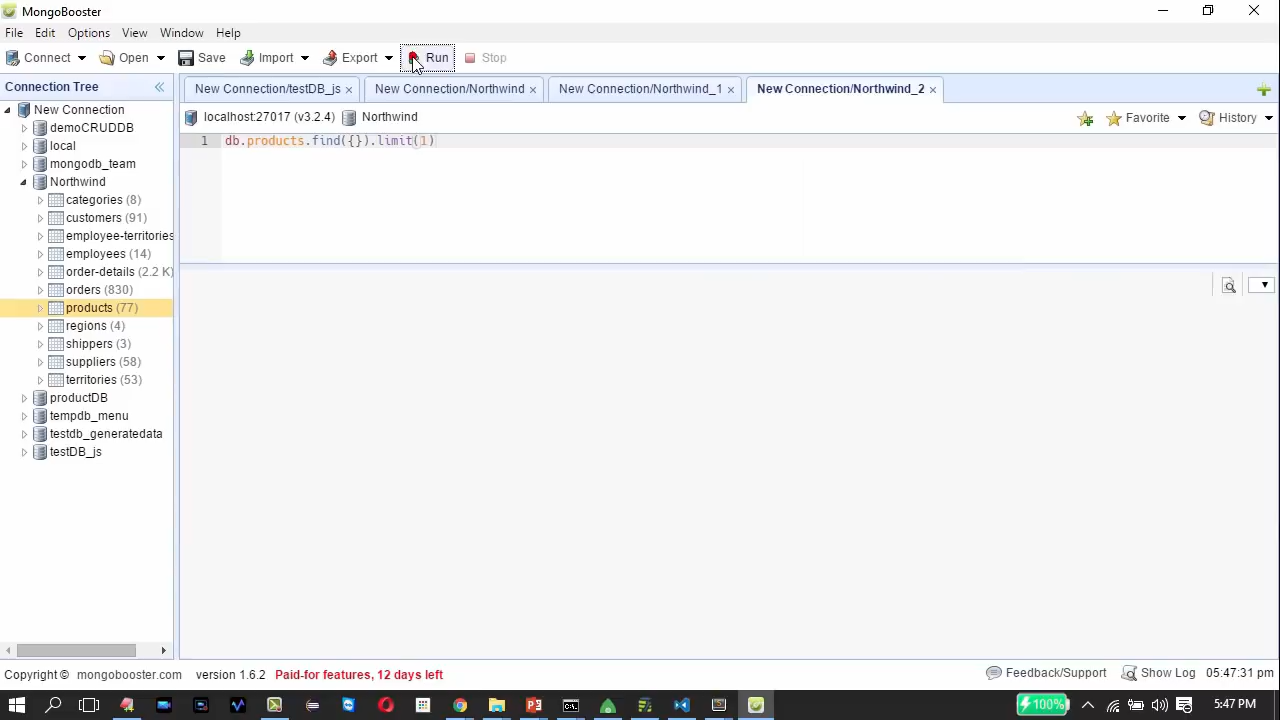 MongoBooster
File Edit Options View Window Help
Connect Open Save Import Export Run Stop
Connection Tree
New Connection/testDB_js × New Connection/Northwind × New Connection/Northwind_1 × New Connection/Northwind_2 ×
New Connection
demoCRUDDB
local
mongodb_team
Northwind
categories (8)
customers (91)
employee-territories
employees (14)
order-details (2.2 K)
orders (830)
products (77)
regions (4)
shippers (3)
suppliers (58)
territories (53)
productDB
tempdb_menu
testdb_generatedata
testDB_js
localhost:27017 (v3.2.4) Northwind
Favorite History
1 db.products.find({}).limit(1)
Copyright © mongobooster.com version 1.6.2 Paid-for features, 12 days left
Feedback/Support Show Log 05:47:31 pm
100% 5:47 PM